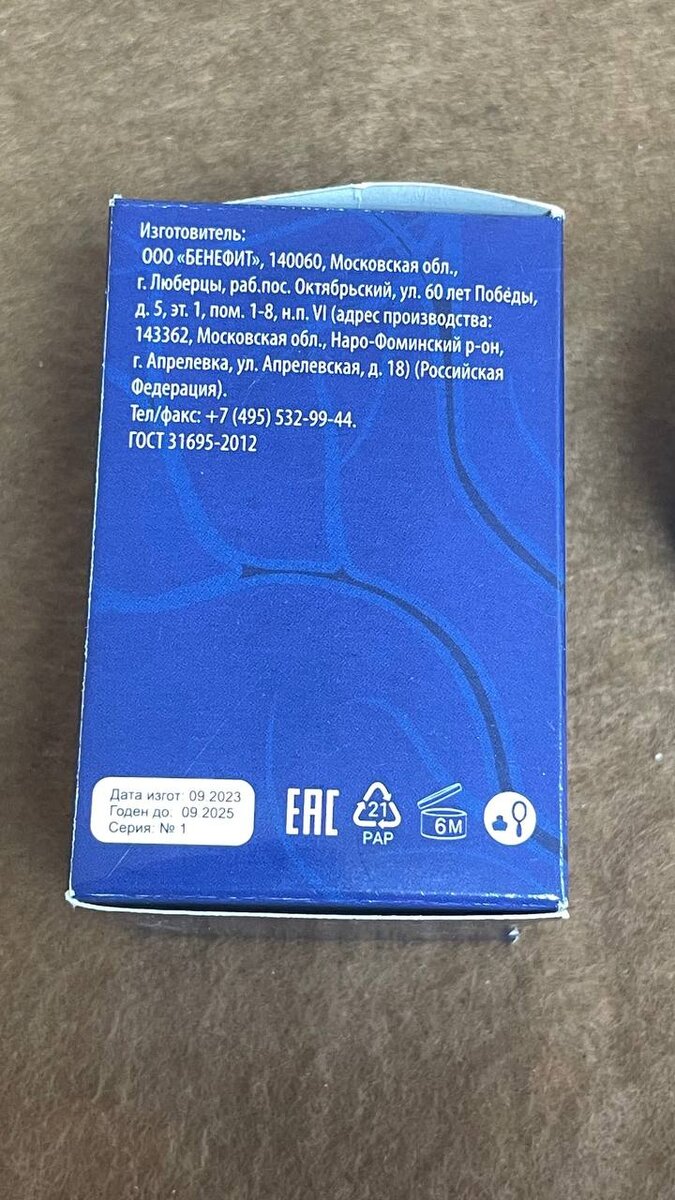 Изготовитель:
ООО «БЕНЕФИТ», 140060, Московская обл.,
г. Люберцы, раб.пос. Октябрьский, ул. 60 лет Победы,
д. 5, эт. 1, пом. 1-8, н.п. VI (адрес производства:
143362, Московская обл., Наро-Фоминский р-он,
г. Апрелевка, ул. Апрелевская, д. 18) (Российская
Федерация).
Тел/факс: +7 (495) 532-99-44.
ГОСТ 31695-2012
Дата изгот: 09 2023
Годен до: 09 2025
Серия: № 1
ЕАС
21
PAP
6M